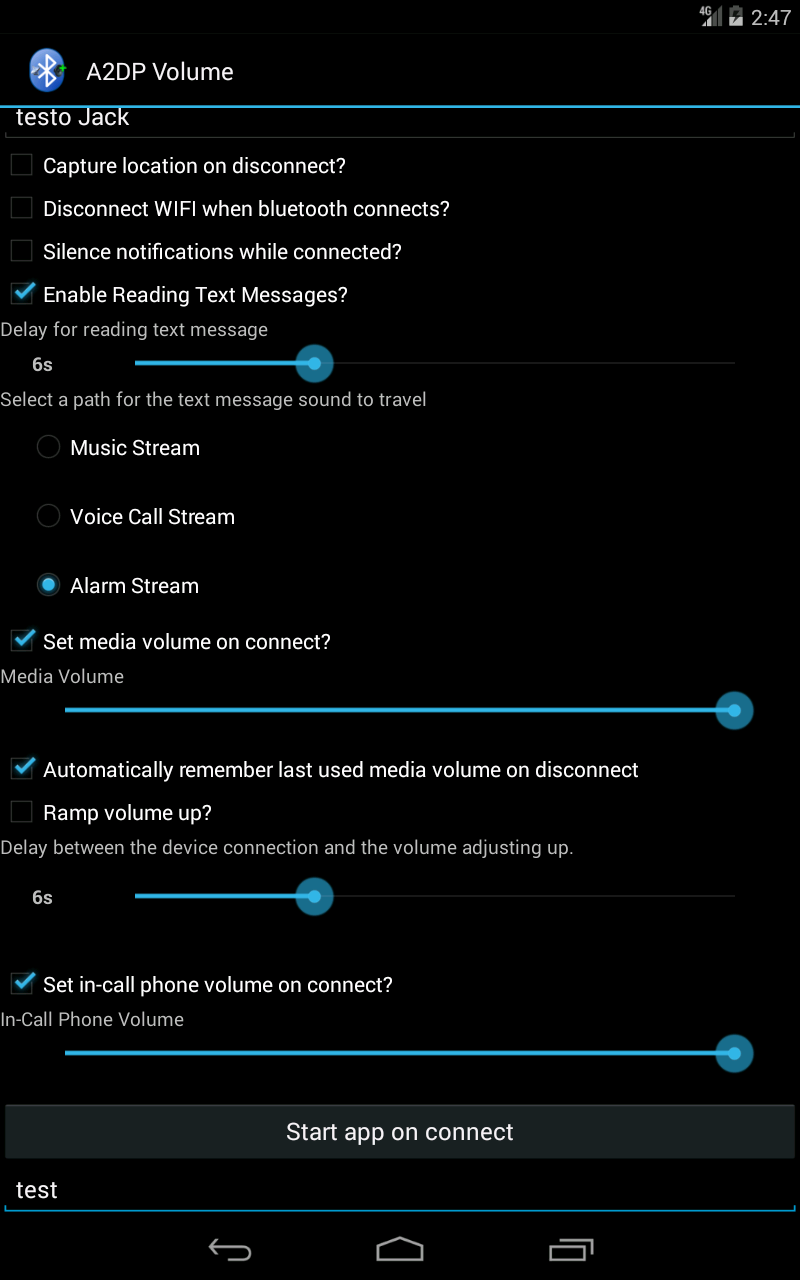 4G 2:47
A2DP Volume
testo Jack
Capture location on disconnect?
Disconnect WIFI when bluetooth connects?
Silence notifications while connected?
Enable Reading Text Messages?
Delay for reading text message
6s
Select a path for the text message sound to travel
Music Stream
Voice Call Stream
Alarm Stream
Set media volume on connect?
Media Volume
Automatically remember last used media volume on disconnect
Ramp volume up?
Delay between the device connection and the volume adjusting up.
6s
Set in-call phone volume on connect?
In-Call Phone Volume
Start app on connect
test